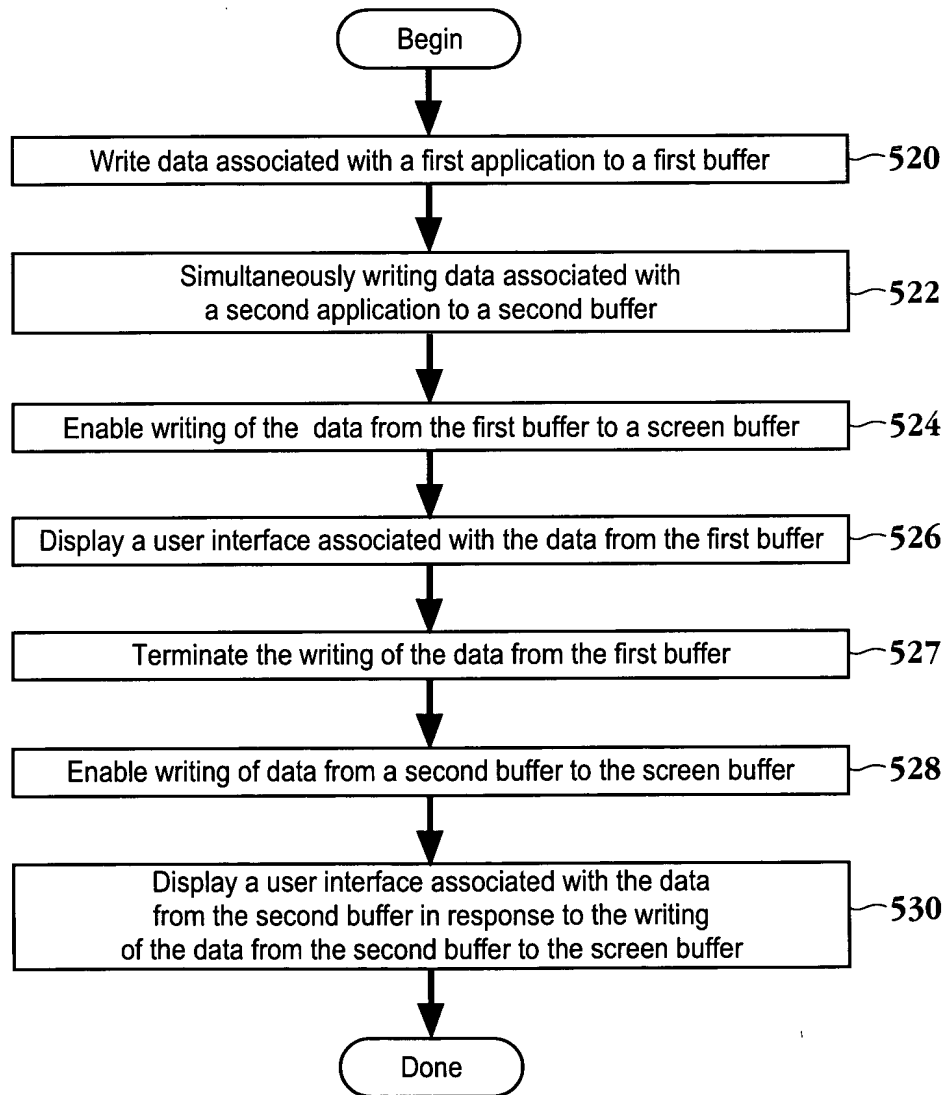 Begin
Write data associated with a first application to a first buffer
520
Simultaneously writing data associated with
a second application to a second buffer
522
Enable writing of the data from the first buffer to a screen buffer
524
Display a user interface associated with the data from the first buffer
526
Terminate the writing of the data from the first buffer
527
Enable writing of data from a second buffer to the screen buffer
528
Display a user interface associated with the data
from the second buffer in response to the writing
of the data from the second buffer to the screen buffer
530
Done